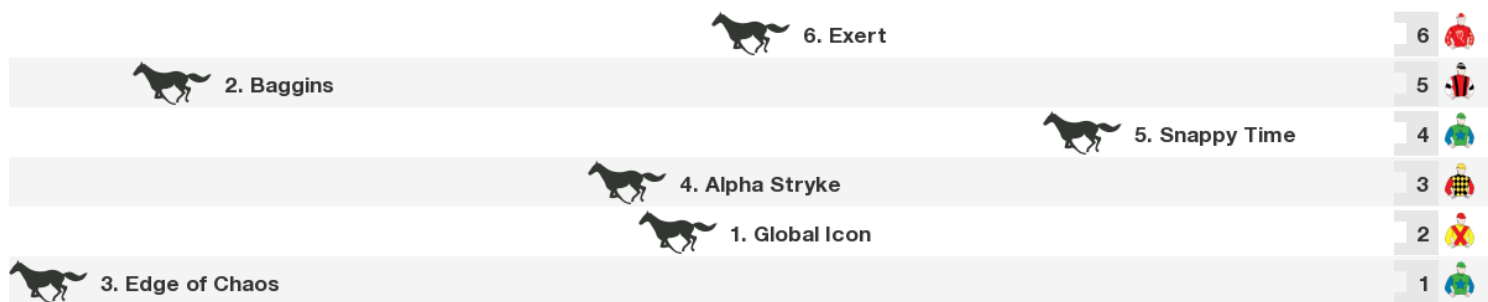 6. Exert 6
2. Baggins 5
5. Snappy Time 4
4. Alpha Stryke 3
1. Global Icon 2
3. Edge of Chaos 1